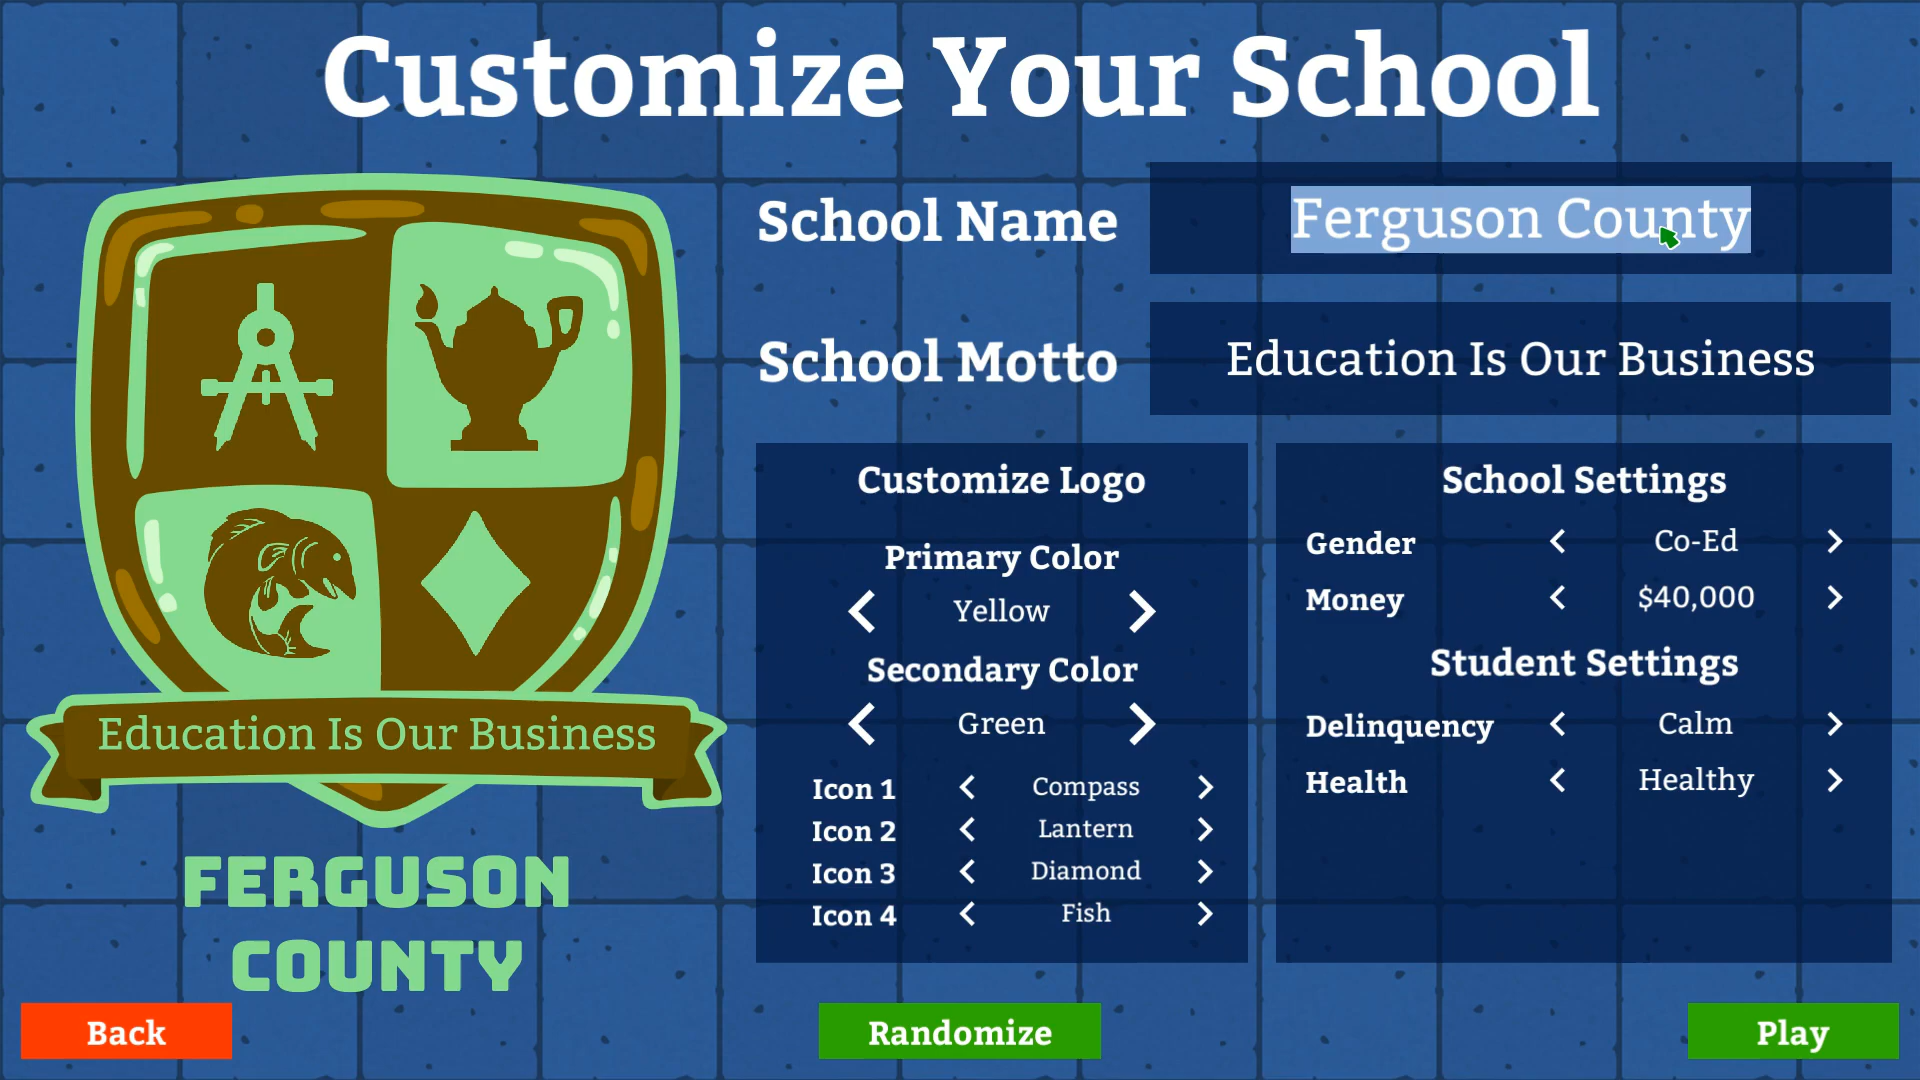 Customize Your School
School Name
Ferguson County
School Motto
Education Is Our Business
Education Is Our Business
FERGUSON
COUNTY
Customize Logo
Primary Color
Yellow
Secondary Color
Green
Icon 1 Compass
Icon 2 Lantern
Icon 3 Diamond
Icon 4 Fish
School Settings
Gender Co-Ed
Money $40,000
Student Settings
Delinquency Calm
Health Healthy
Back
Randomize
Play